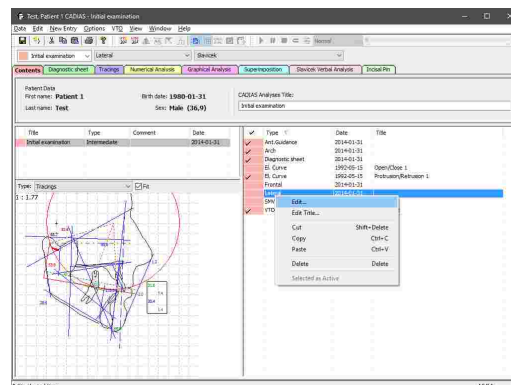 Test, Patient 1 CADIAS - Initial examination
Data Edit New Entry Options VTO View Window Help
Normal
Initial examination Lateral Slavicek
Contents Diagnostic sheet Tracings Numerical Analysis Graphical Analysis Superimposition Slavicek Verbal Analysis Incisal Pin
Patient Data
First name: Patient 1 Birth date: 1980-01-31 CADIAS Analyses Title:
Last name: Test Sex: Male (36,9) Initial examination
Title Type Comment Date
Initial examination Intermediate 2014-01-31
Type: Tracings Fit
1 : 1.77
Type Date Title
Ant.Guidance 2014-01-31
Arch 2014-01-31
Diagnostic sheet 2014-01-31
El. Curve 1992-05-15 Open/Close 1
El. Curve 1992-05-15 Protrusion/Retrusion 1
Frontal 2014-01-31
Lateral 2014-01-31
SMV
VTO
Edit...
Edit Title...
Cut Shift+Delete
Copy Ctrl+C
Paste Ctrl+V
Delete Delete
Selected as Active